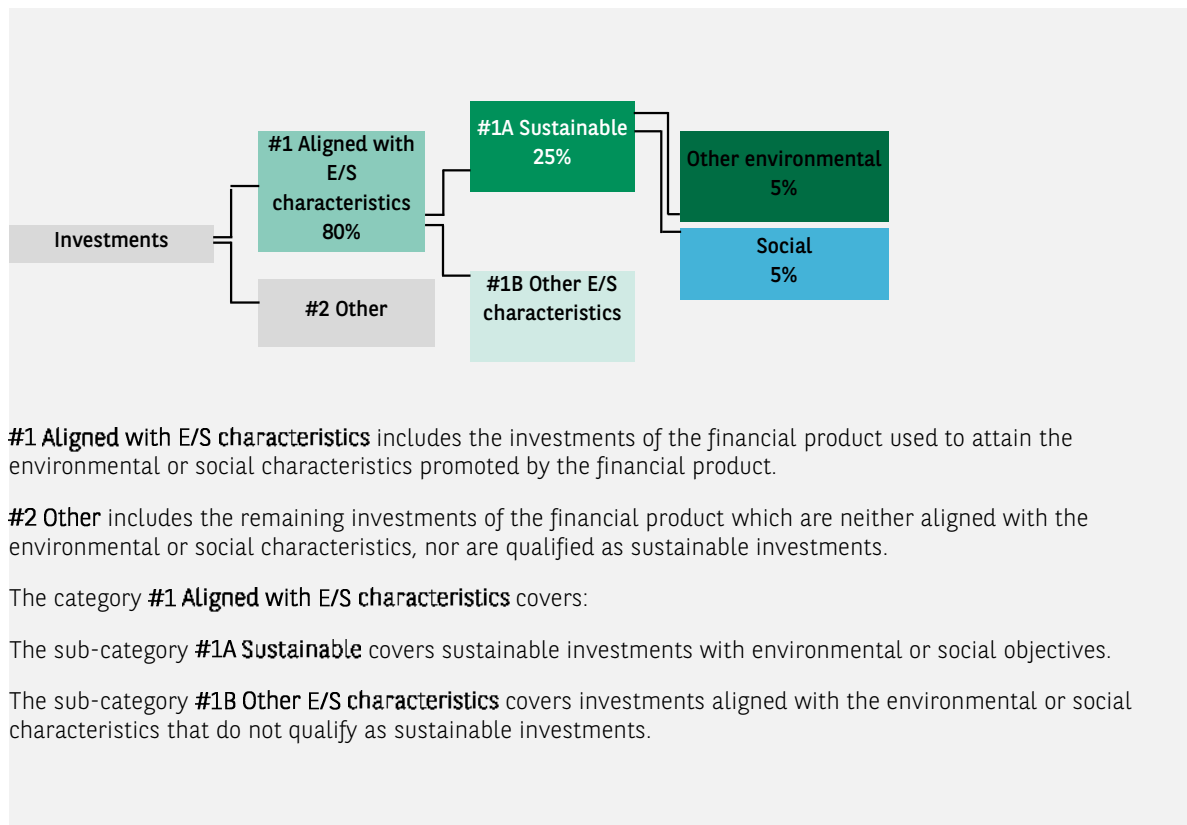 Investments
#1 Aligned with
E/S
characteristics
80%
#2 Other
#1A Sustainable
25%
#1B Other E/S
characteristics
Other environmental
5%
Social
5%
#1 Aligned with E/S characteristics includes the investments of the financial product used to attain the
environmental or social characteristics promoted by the financial product.
#2 Other includes the remaining investments of the financial product which are neither aligned with the
environmental or social characteristics, nor are qualified as sustainable investments.
The category #1 Aligned with E/S characteristics covers:
The sub-category #1A Sustainable covers sustainable investments with environmental or social objectives.
The sub-category #1B Other E/S characteristics covers investments aligned with the environmental or social
characteristics that do not qualify as sustainable investments.